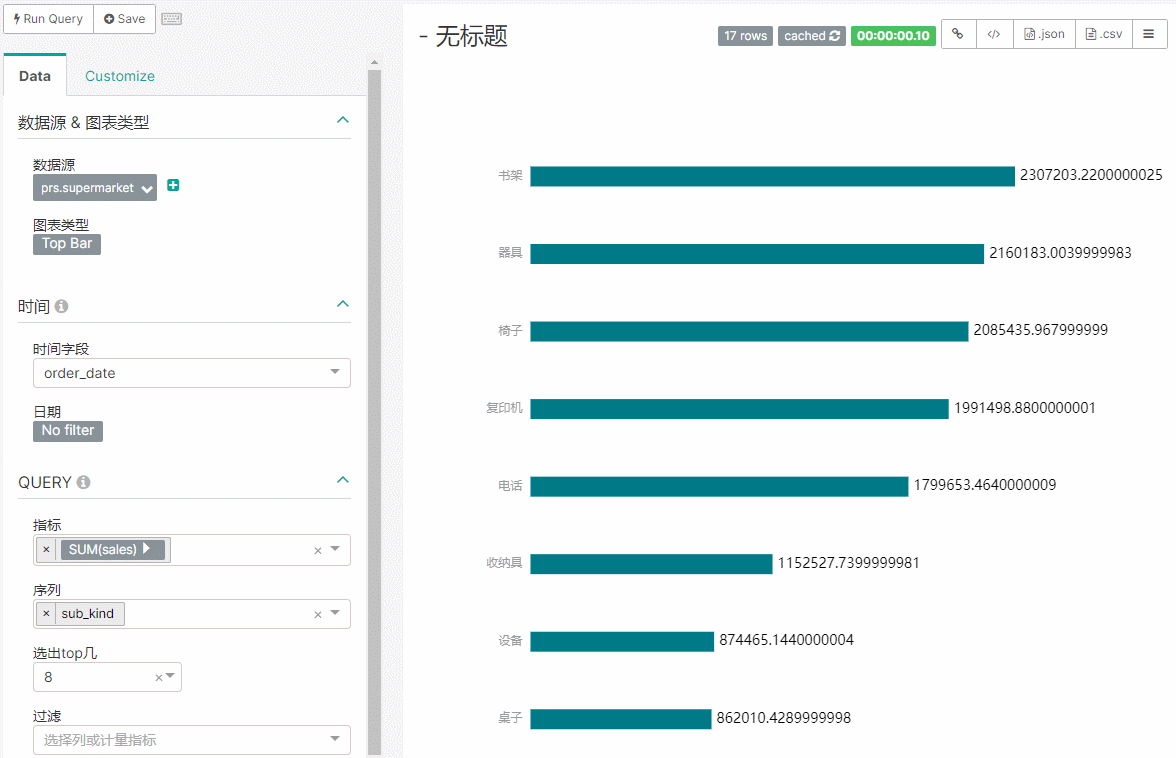 Run Query Save
Data Customize
数据源 & 图表类型
数据源
prs.supermarket
图表类型
Top Bar
时间
时间字段
order_date
日期
No filter
QUERY
指标
× SUM(sales) ×
序列
× sub_kind ×
选出top几
8 ×
过滤
选择列或计量指标
- 无标题 17 rows cached 00:00:00.10 </> .json .csv
书架 2307203.2200000025
器具 2160183.0039999983
椅子 2085435.967999999
复印机 1991498.8800000001
电话 1799653.4640000009
收纳具 1152527.7399999981
设备 874465.1440000004
桌子 862010.4289999998